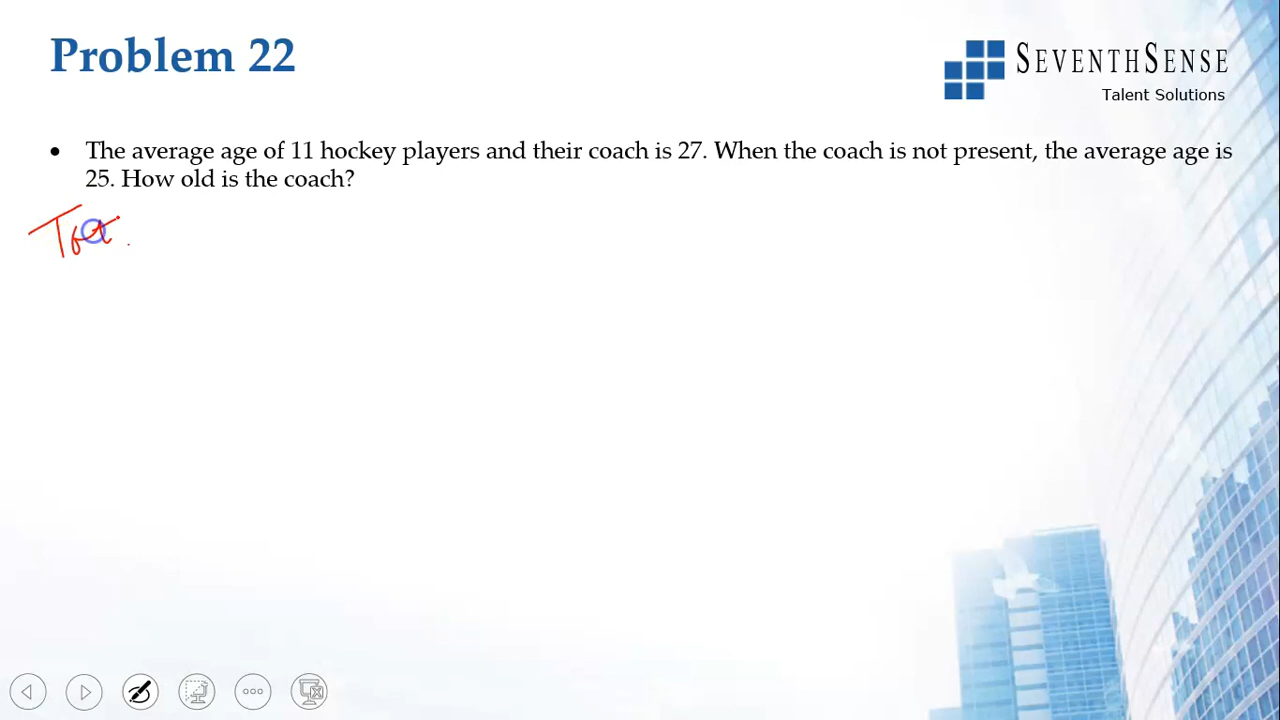 Problem 22
SEVENTHSENSE
Talent Solutions
• The average age of 11 hockey players and their coach is 27. When the coach is not present, the average age is
25. How old is the coach?
Tot